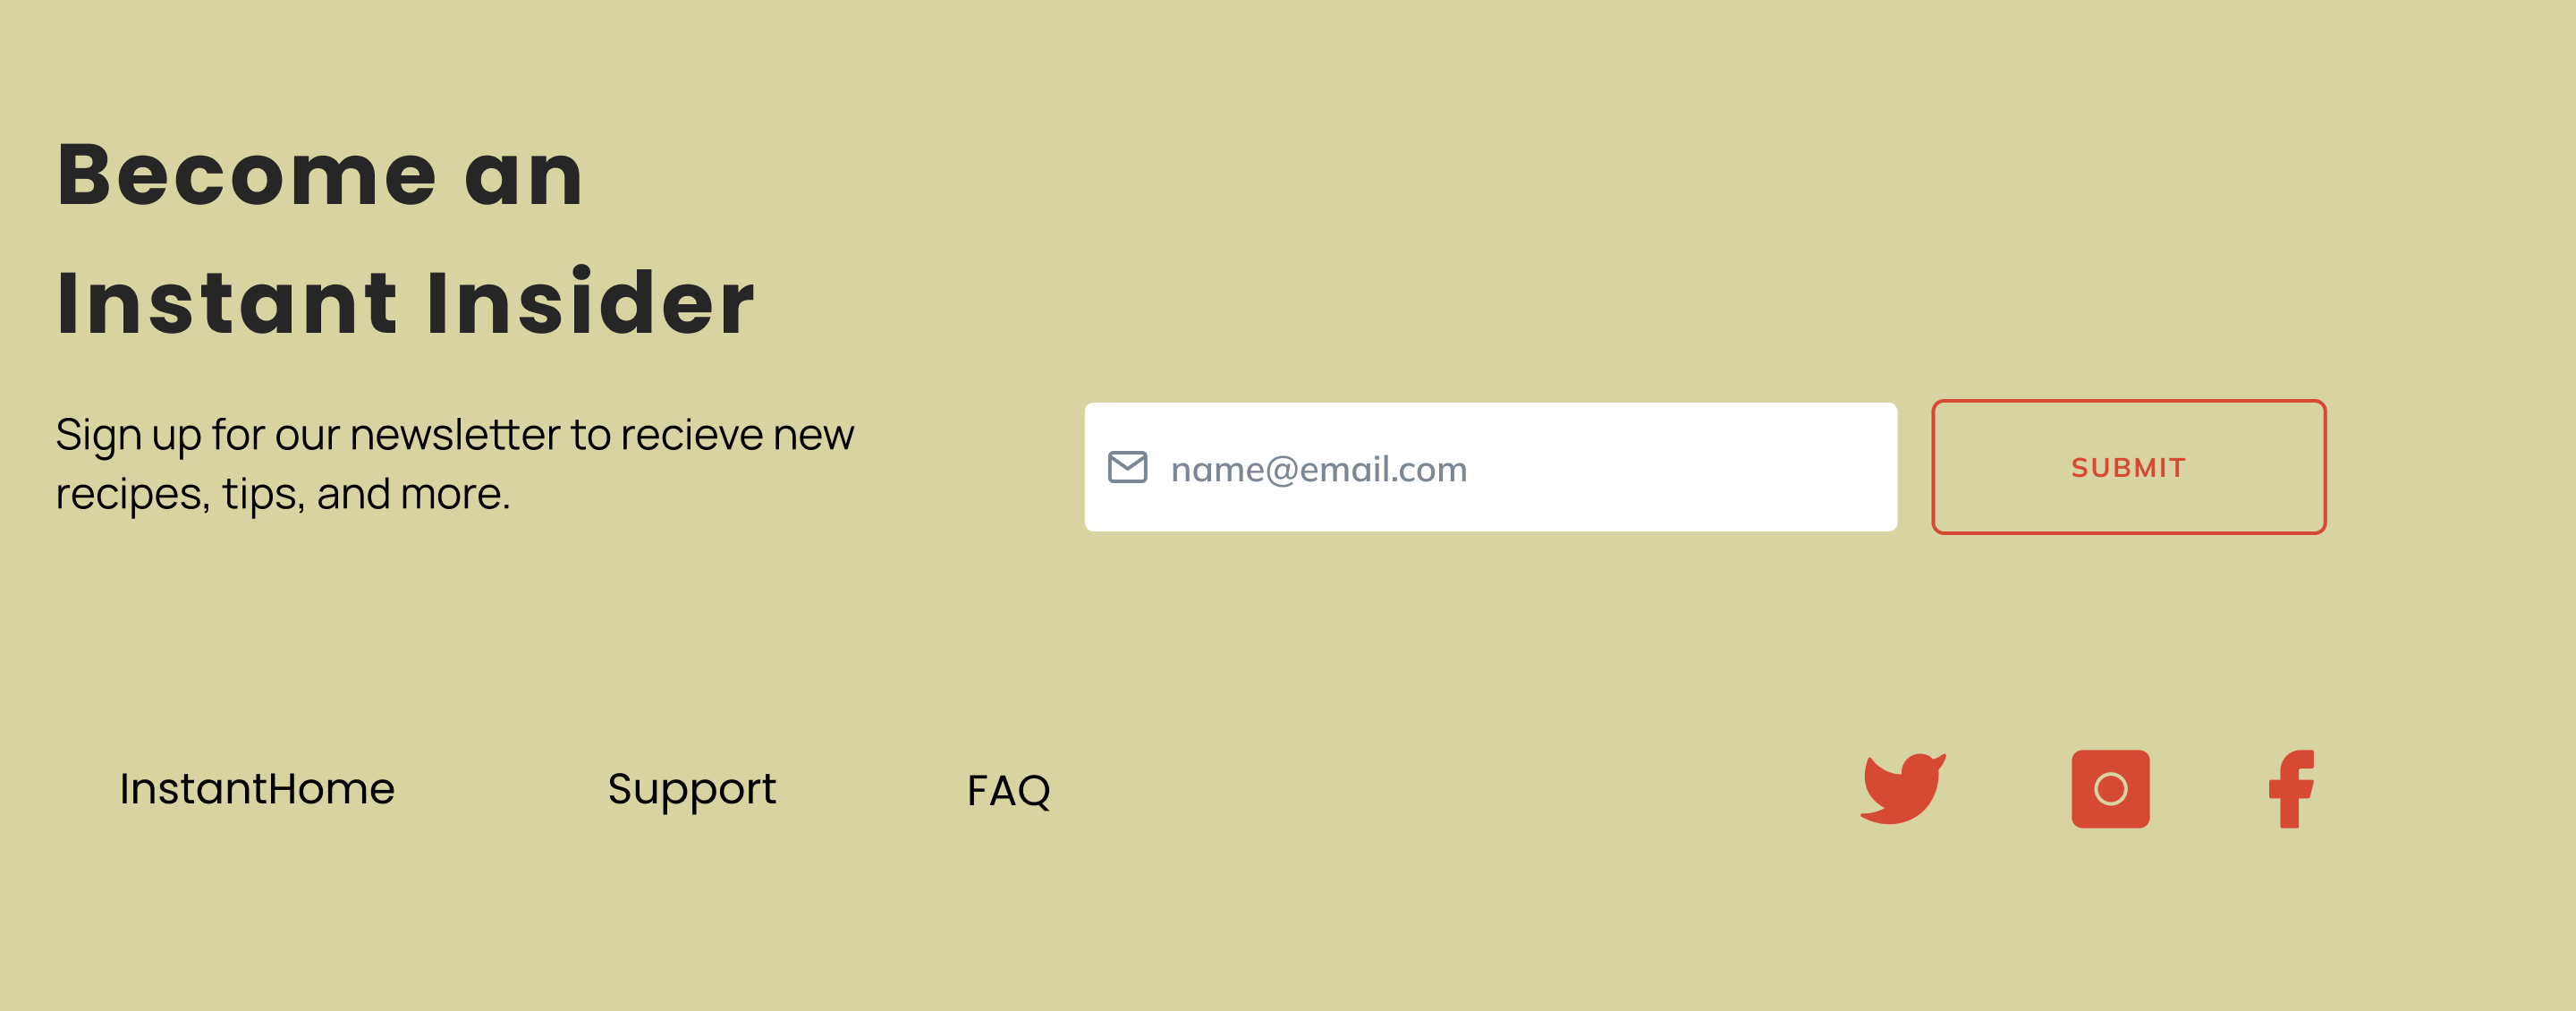 Become an
Instant Insider
Sign up for our newsletter to recieve new
recipes, tips, and more.
name@email.com
SUBMIT
InstantHome
Support
FAQ